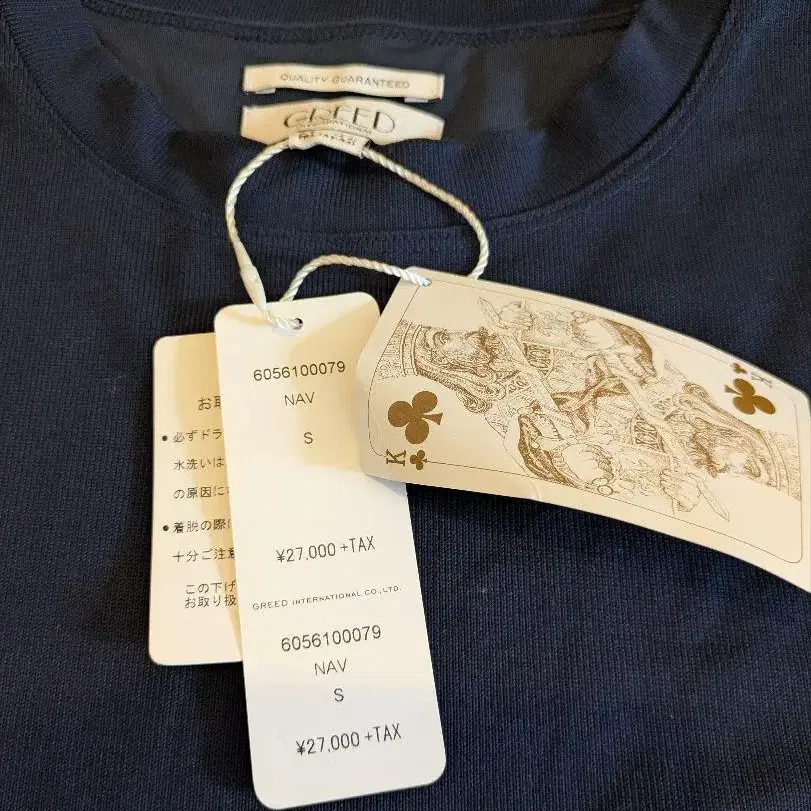 QUALITY GUARANTEED
GREED
INTERNATIONAL
6056100079
NAV
S
¥27,000 +TAX
GREED INTERNATIONAL CO.,LTD.
6056100079
NAV
S
¥27,000 +TAX
お取
• 必ずドラ
水洗いは
の原因に
• 着脱の際
十分ご注意
この下げ
お取り扱
K
K